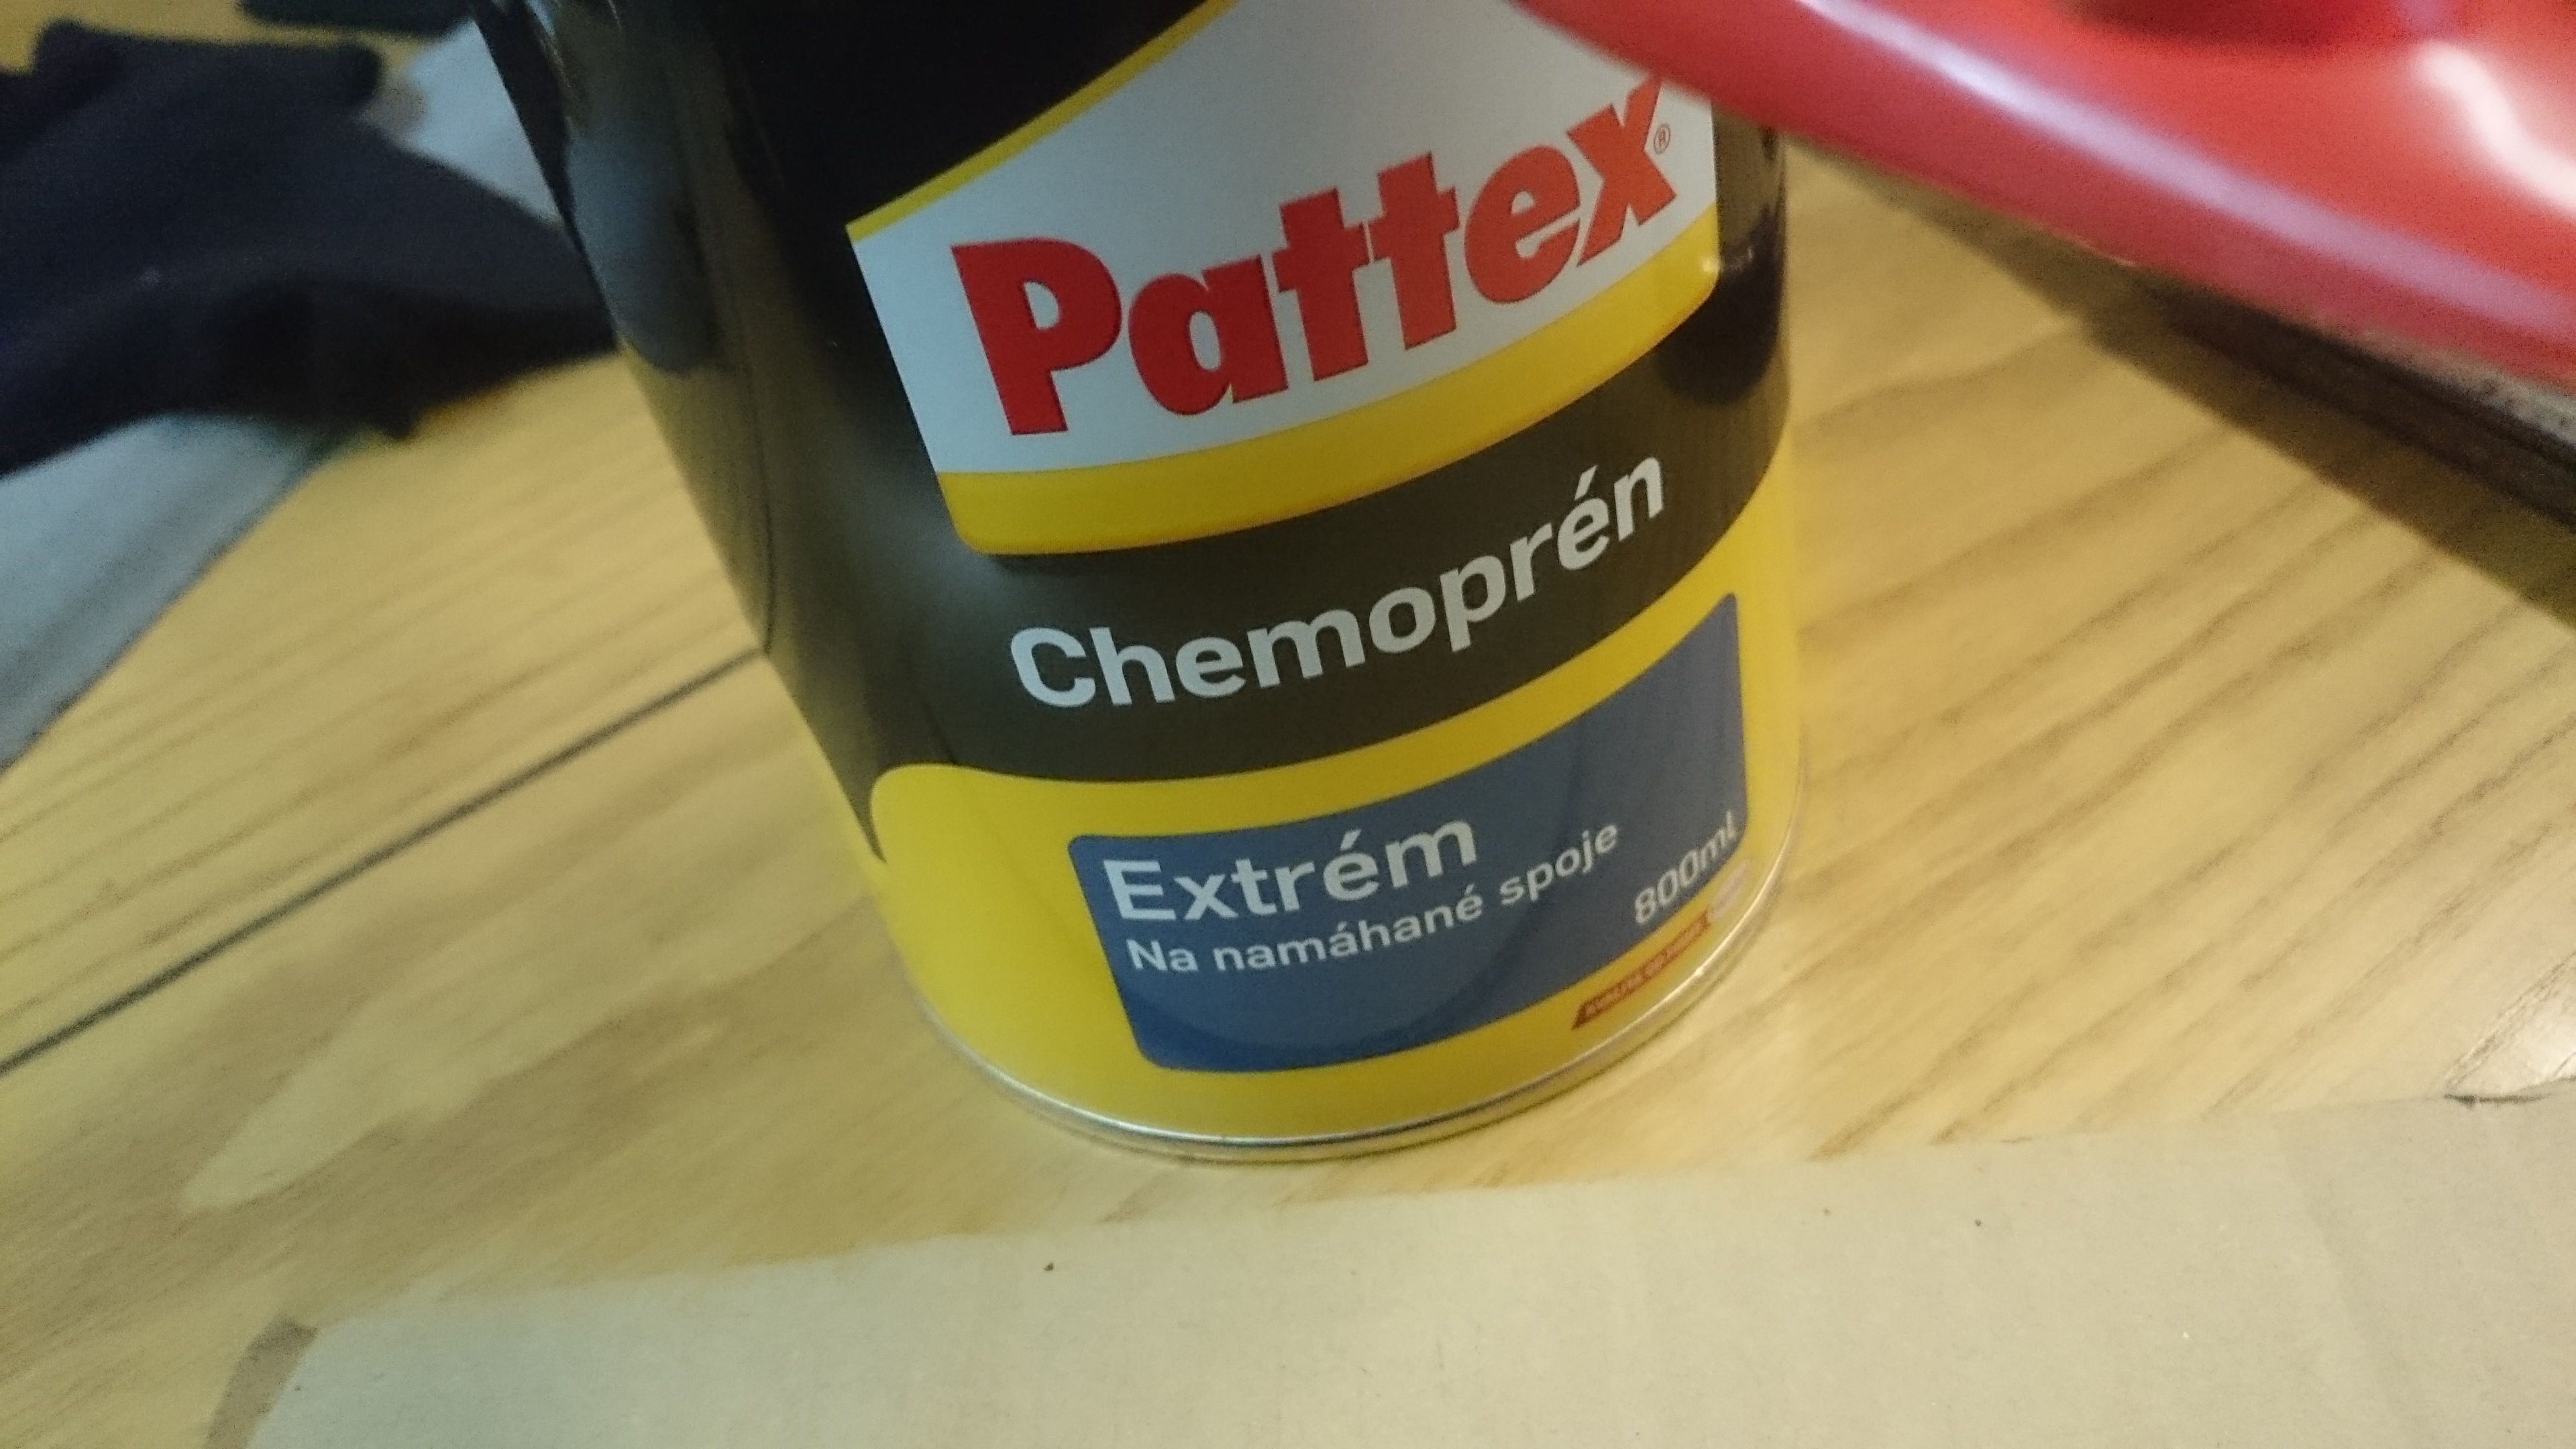 Pattex®
Chemoprén
Extrém
Na namáhané spoje
800ml